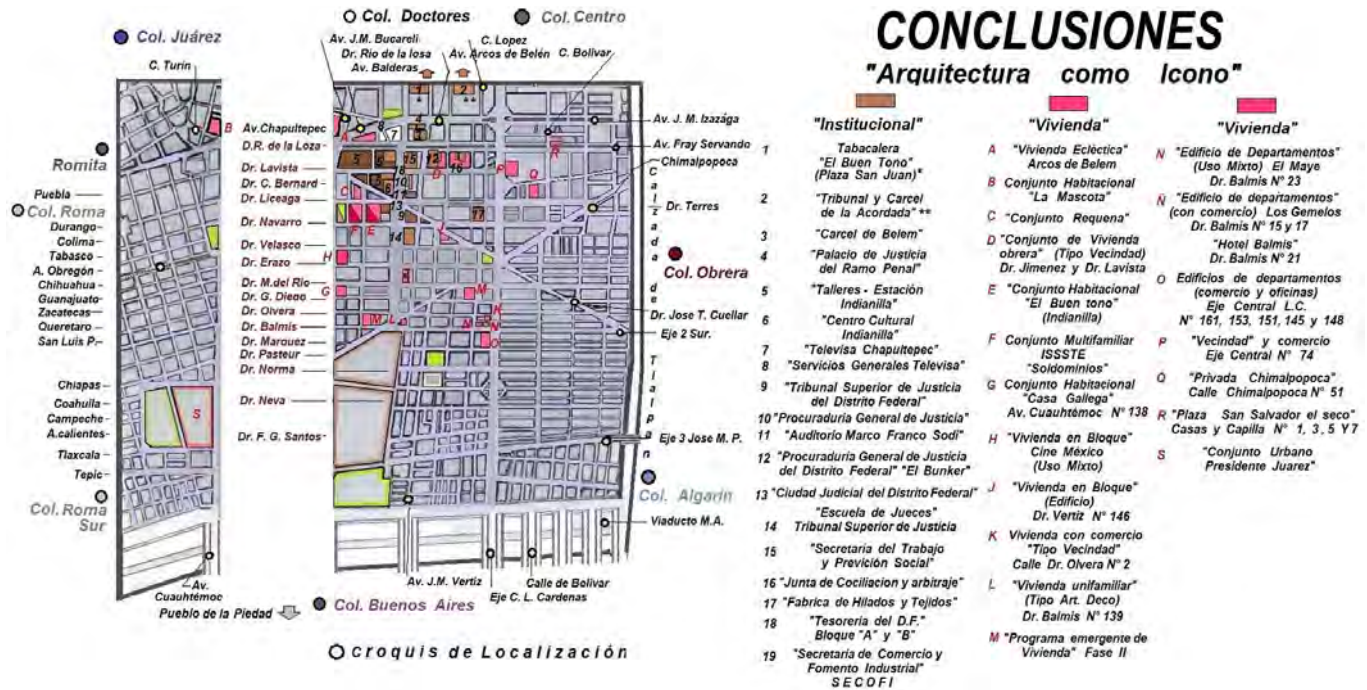 Col. Doctores
Col. Centro
Col. Juárez
Av. J.M. Bucareli
C. Lopez
Dr. Rio de la losa
Av. Arcos de Belén
C. Bolivar
Av. Balderas
C. Turín
Av.Chapultepec
D.R. de la Loza
Romita
Dr. Lavista
Puebla
Dr. C. Bernard
Col. Roma
Dr. Liceaga
Durango
Colima
Dr. Navarro
Tabasco
Dr. Velasco
A. Obregón
Dr. Erazo
Chihuahua
Dr. M.del Río
Guanajuato
Dr. G. Dieco
Zacatecas
Dr. Olvera
Queretaro
Dr. Balmis
San Luis P.
Dr. Marquez
Dr. Pasteur
Dr. Norma
Chiapas
Dr. Neva
Coahuila
Campeche
A.calientes
Dr. F. G. Santos
Tlaxcala
Tepic
Col. Roma
Sur
Av. J. M. Izazága
Av. Fray Servando
Chimalpopoca
Calzada de Tlalpan
Dr. Terres
Col. Obrera
Dr. Jose T. Cuellar
Eje 2 Sur.
Eje 3 Jose M. P.
Col. Algarin
Viaducto M.A.
Av.
Cuauhtémoc
Pueblo de la Piedad
Av. J.M. Vertiz
Calle de Bolivar
Eje C. L. Cardenas
Col. Buenos Aires
Croquis de Localización
CONCLUSIONES
"Arquitectura como Icono"
"Institucional"
1 Tabacalera
"El Buen Tono"
(Plaza San Juan)"
2 "Tribunal y Carcel
de la Acordada" **
3 "Carcel de Belem"
4 "Palacio de Justicia
del Ramo Penal"
5 "Talleres - Estación
Indianilla"
6 "Centro Cultural
Indianilla"
7 "Televisa Chapultepec"
8 "Servicios Generales Televisa"
9 "Tribunal Superior de Justicia
del Distrito Federal"
10 "Procuraduría General de Justicia"
11 "Auditorio Marco Franco Sodi"
12 "Procuraduría General de Justicia
del Distrito Federal" "El Bunker"
13 "Ciudad Judicial del Distrito Federal"
"Escuela de Jueces"
14 Tribunal Superior de Justicia
15 "Secretaria del Trabajo
y Previción Social"
16 "Junta de Cociliacion y arbitraje"
17 "Fabrica de Hilados y Tejidos"
18 "Tesorería del D.F."
Bloque "A" y "B"
19 "Secretaria de Comercio y
Fomento Industrial"
SECOFI
"Vivienda"
A "Vivienda Ecléctica"
Arcos de Belem
B Conjunto Habitacional
"La Mascota"
C "Conjunto Requena"
D "Conjunto de Vivienda
obrera" (Tipo Vecindad)
Dr. Jimenez y Dr. Lavista
E "Conjunto Habitacional
"El Buen tono"
(Indianilla)
F Conjunto Multifamiliar
ISSSTE
"Soldominios"
G Conjunto Habitacional
"Casa Gallega"
Av. Cuauhtémoc N° 138
H "Vivienda en Bloque"
Cine México
(Uso Mixto)
J "Vivienda en Bloque"
(Edificio)
Dr. Vertiz N° 146
K Vivienda con comercio
"Tipo Vecindad"
Calle Dr. Olvera N° 2
L "Vivienda unifamiliar"
(Tipo Art. Deco)
Dr. Balmis N° 139
M "Programa emergente de
Vivienda" Fase II
"Vivienda"
N "Edificio de Departamentos"
(Uso Mixto) El Maye
Dr. Balmis N° 23
Ñ "Edificio de departamentos
(con comercio) Los Gemelos
Dr. Balmis N° 15 y 17
"Hotel Balmis"
Dr. Balmis N° 21
O Edificios de departamentos
(comercio y oficinas)
Eje Central L.C.
N° 161, 153, 151, 145 y 148
P "Vecindad" y comercio
Eje Central N° 74
Q "Privada Chimalpopoca"
Calle Chimalpopoca N° 51
R "Plaza San Salvador el seco"
Casas y Capilla N° 1, 3, 5 Y 7
S "Conjunto Urbano
Presidente Juarez"